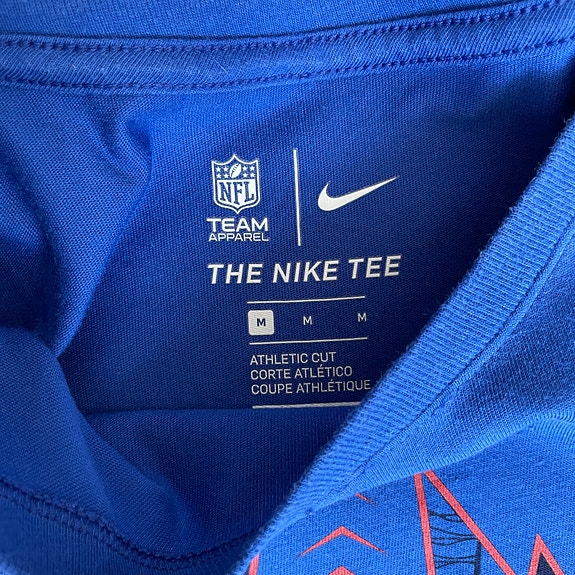 NFL
TEAM
APPAREL
THE NIKE TEE
M M M
ATHLETIC CUT
CORTE ATLÉTICO
COUPE ATHLÉTIQUE